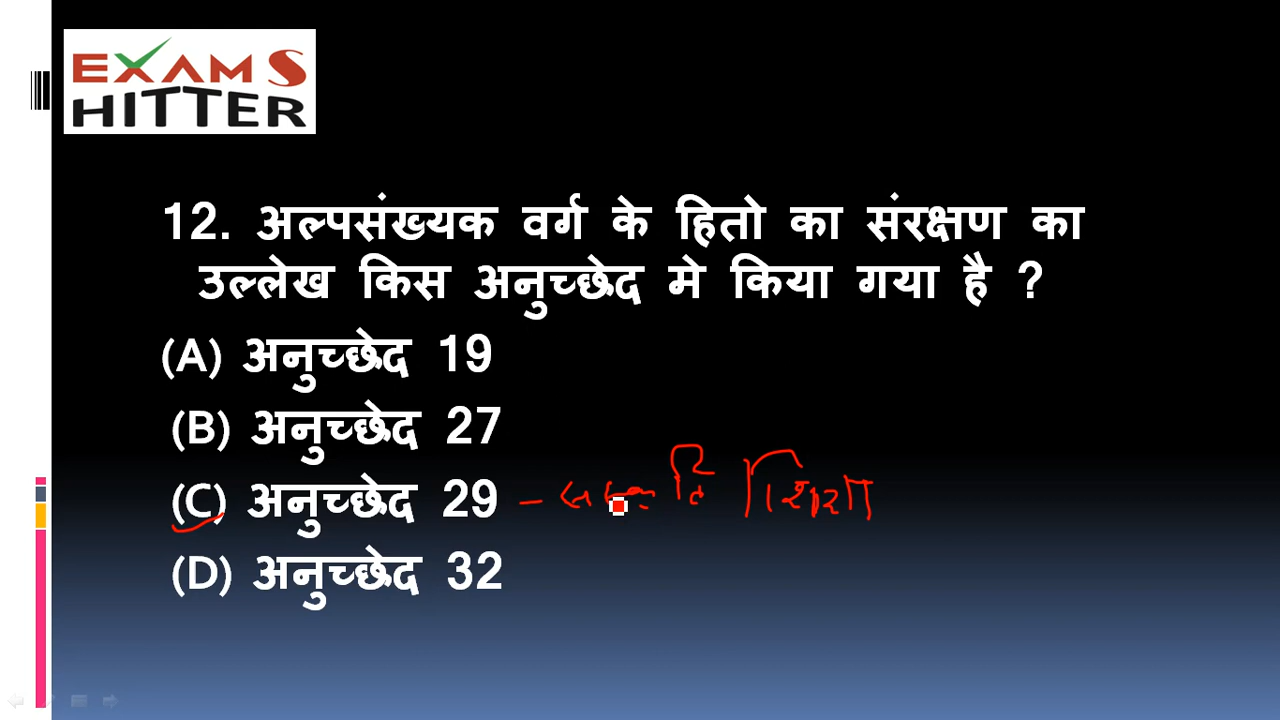 EXAMS
HITTER
12. अल्पसंख्यक वर्ग के हितो का संरक्षण का
उल्लेख किस अनुच्छेद मे किया गया है ?
(A) अनुच्छेद 19
(B) अनुच्छेद 27
(C) अनुच्छेद 29 -
(D) अनुच्छेद 32